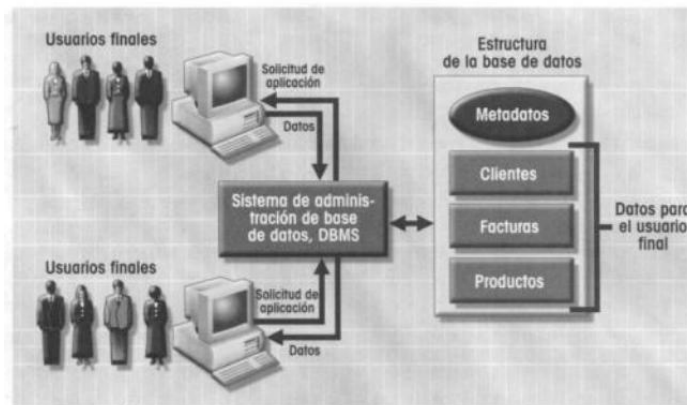 Usuarios finales
Solicitud de
aplicación
Datos
Estructura
de la base de datos
Metadatos
Clientes
Facturas
Productos
Datos para
el usuario
final
Sistema de adminis-
tración de base
de datos, DBMS
Usuarios finales
Solicitud de
aplicación
Datos